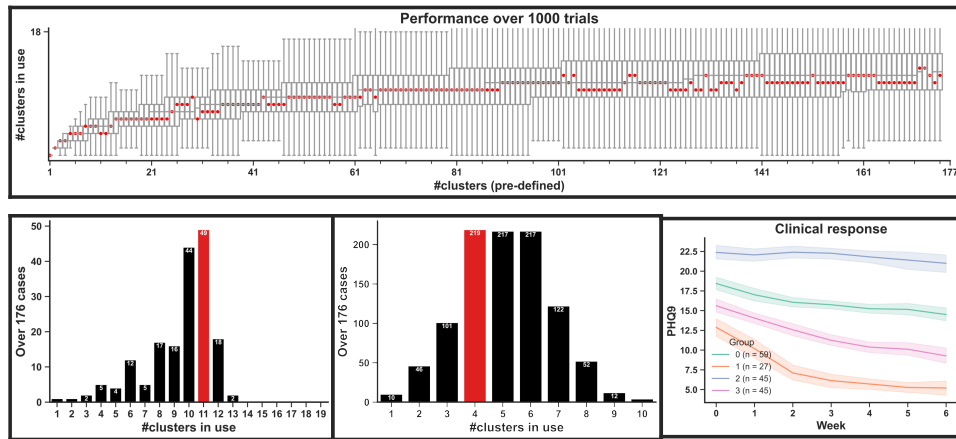 Performance over 1000 trials
#clusters in use
18
1 21 41 61 81 101 121 141 161 177
#clusters (pre-defined)
Over 176 cases
50
40
30
20
10
0
2 5 4 12 5 17 16 44 49 18 2
1 2 3 4 5 6 7 8 9 10 11 12 13 14 15 16 17 18 19
#clusters in use
Over 176 cases
200
150
100
50
0
10 46 101 219 217 217 122 52 12
1 2 3 4 5 6 7 8 9 10
#clusters in use
Clinical response
PHQ9
22.5
20.0
17.5
15.0
12.5
10.0
7.5
5.0
Group
0 (n = 59)
1 (n = 27)
2 (n = 45)
3 (n = 45)
0 1 2 3 4 5 6
Week